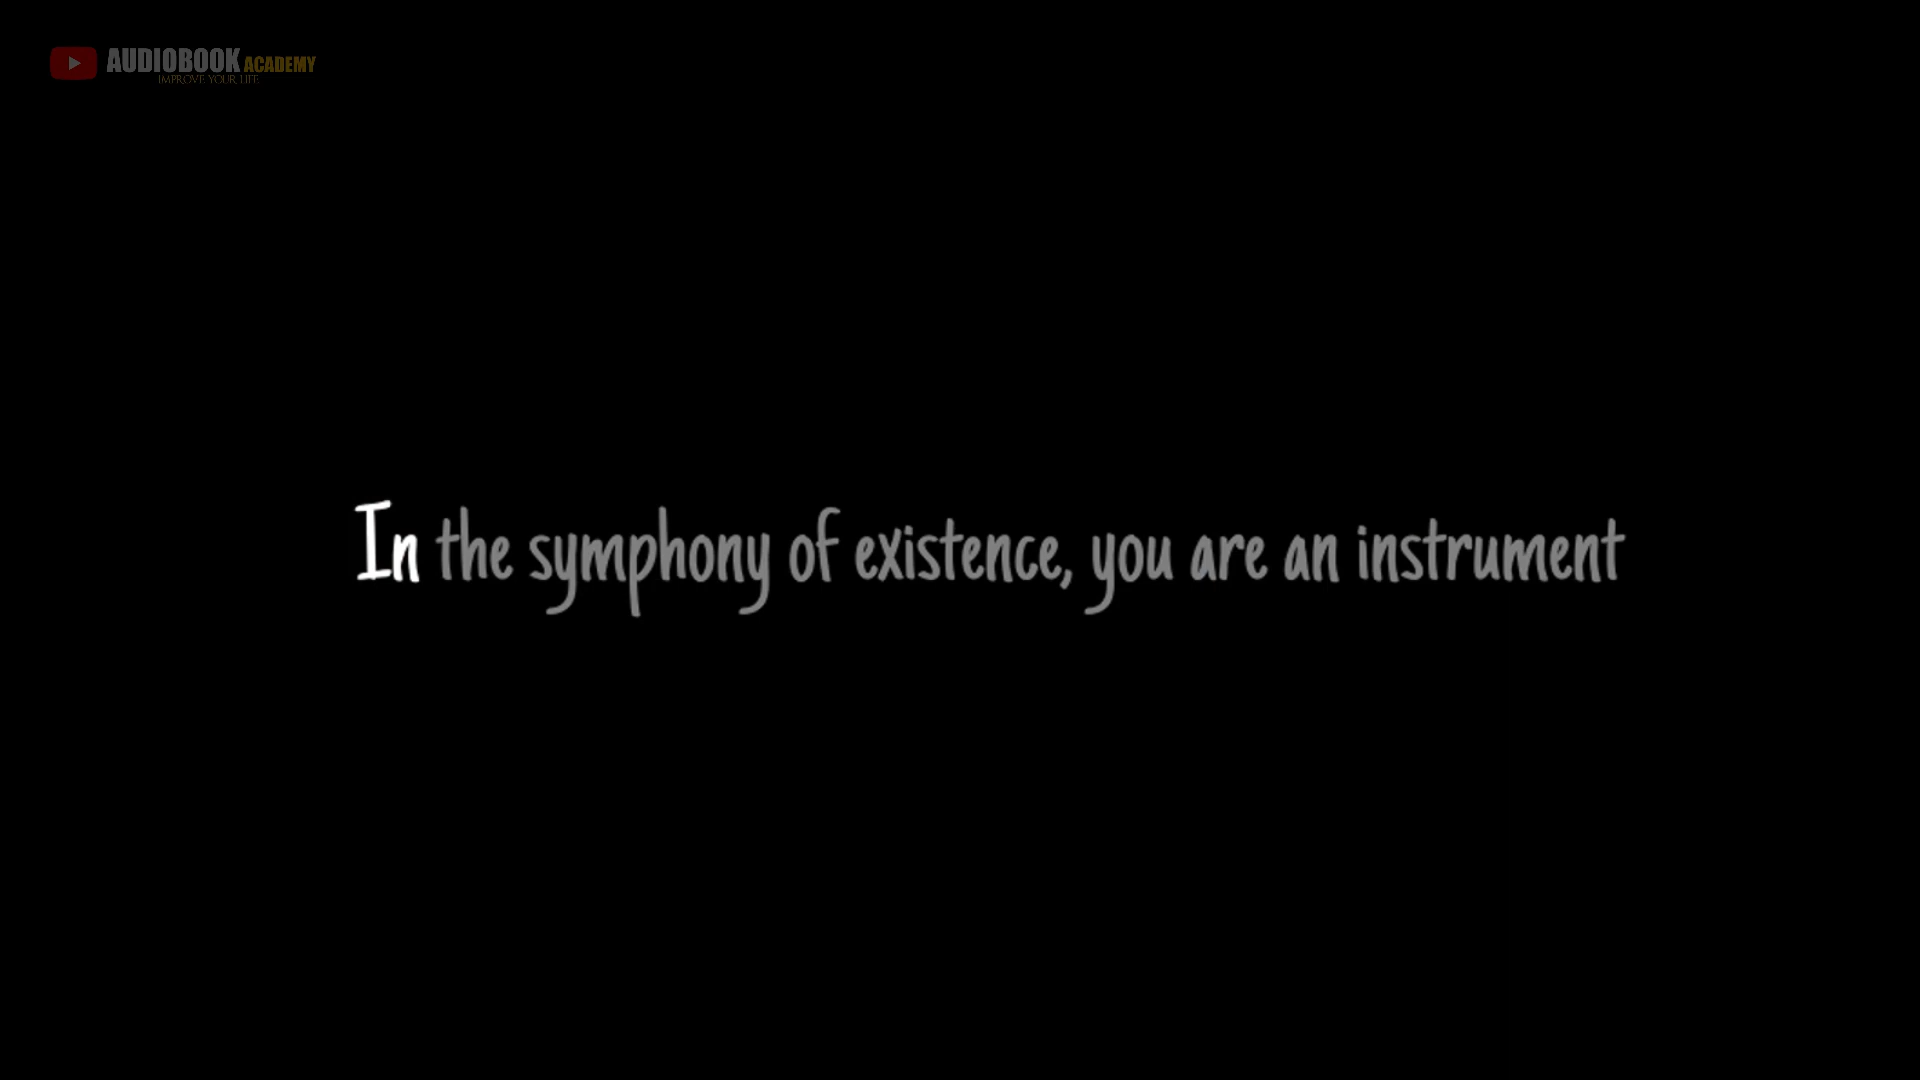 AUDIOBOOK ACADEMY
IMPROVE YOUR LIFE
In the symphony of existence, you are an instrument